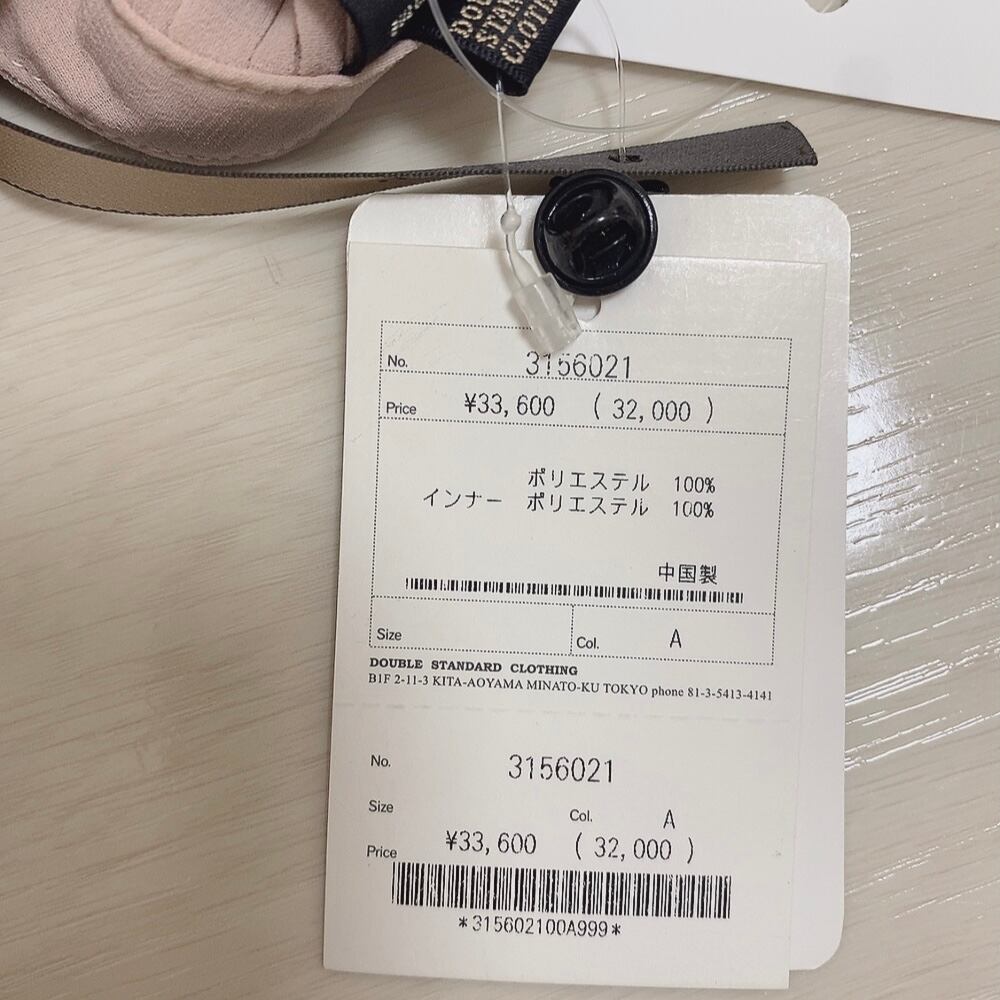 CLOTH
No. 3156021
Price ¥33,600 ( 32,000 )
ポリエステル 100%
インナー ポリエステル 100%
中国製
Size Col. A
DOUBLE STANDARD CLOTHING
B1F 2-11-3 KITA-AOYAMA MINATO-KU TOKYO phone 81-3-5413-4141
No. 3156021
Size Col. A
Price ¥33,600 ( 32,000 )
*315602100A999*